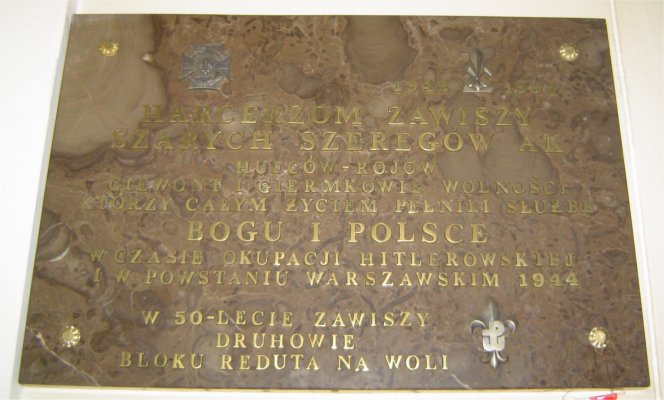 1942 1992
HARCERZOM ZAWISZY
SZARYCH SZEREGÓW AK
HUFCÓW-ROJÓW
GIEWONT I GIERMKOWIE WOLNOŚCI
KTÓRZY CAŁYM ŻYCIEM PEŁNILI SŁUŻBĘ
BOGU I POLSCE
W CZASIE OKUPACJI HITLEROWSKIEJ
I W POWSTANIU WARSZAWSKIM 1944
W 50-LECIE ZAWISZY
DRUHOWIE
BLOKU REDUTA NA WOLI